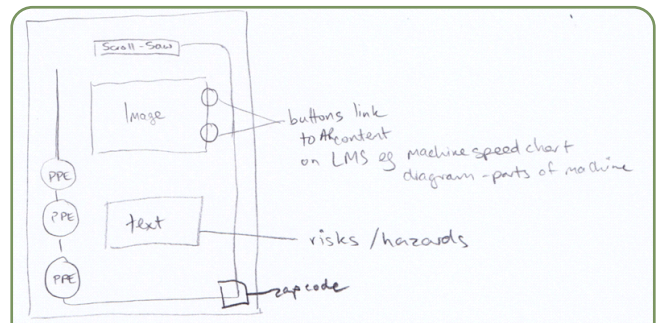 Scroll-Saw
Image
buttons link
to AR content
on LMS eg machine speed chart
diagram - parts of machine
PPE
PPE
text
risks/hazards
PPE
zapcode